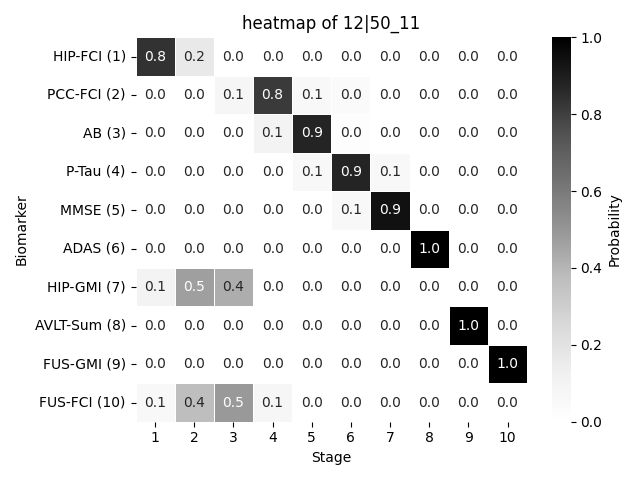 heatmap of 12|50_11
HIP-FCI (1) 0.8 0.2 0.0 0.0 0.0 0.0 0.0 0.0 0.0 0.0
PCC-FCI (2) 0.0 0.0 0.1 0.8 0.1 0.0 0.0 0.0 0.0 0.0
AB (3) 0.0 0.0 0.0 0.1 0.9 0.0 0.0 0.0 0.0 0.0
P-Tau (4) 0.0 0.0 0.0 0.0 0.1 0.9 0.1 0.0 0.0 0.0
MMSE (5) 0.0 0.0 0.0 0.0 0.0 0.1 0.9 0.0 0.0 0.0
ADAS (6) 0.0 0.0 0.0 0.0 0.0 0.0 0.0 1.0 0.0 0.0
HIP-GMI (7) 0.1 0.5 0.4 0.0 0.0 0.0 0.0 0.0 0.0 0.0
AVLT-Sum (8) 0.0 0.0 0.0 0.0 0.0 0.0 0.0 0.0 1.0 0.0
FUS-GMI (9) 0.0 0.0 0.0 0.0 0.0 0.0 0.0 0.0 0.0 1.0
FUS-FCI (10) 0.1 0.4 0.5 0.1 0.0 0.0 0.0 0.0 0.0 0.0
1 2 3 4 5 6 7 8 9 10
Stage
Biomarker
1.0
0.8
0.6
0.4
0.2
0.0
Probability